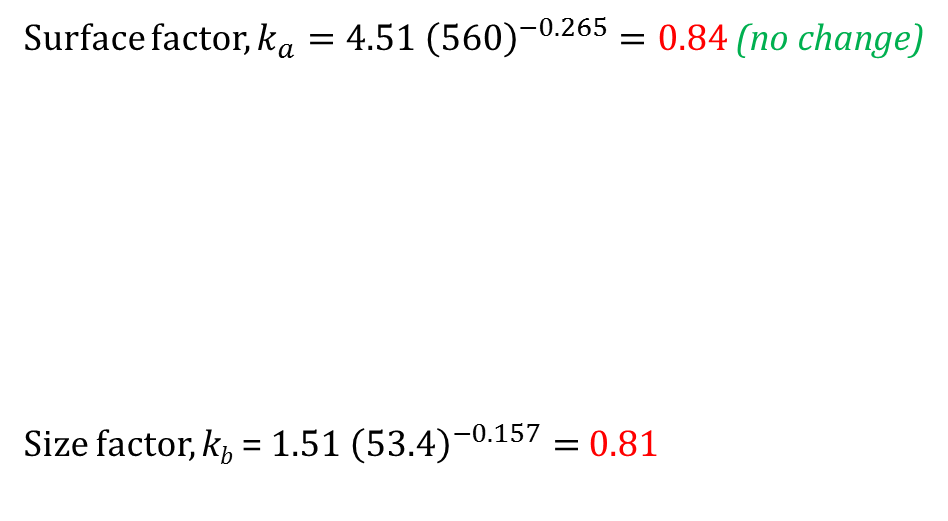 Surface factor, kₐ = 4.51 (560)⁻⁰·²⁶⁵ = 0.84 (no change)
Size factor, k_b = 1.51 (53.4)⁻⁰·¹⁵⁷ = 0.81